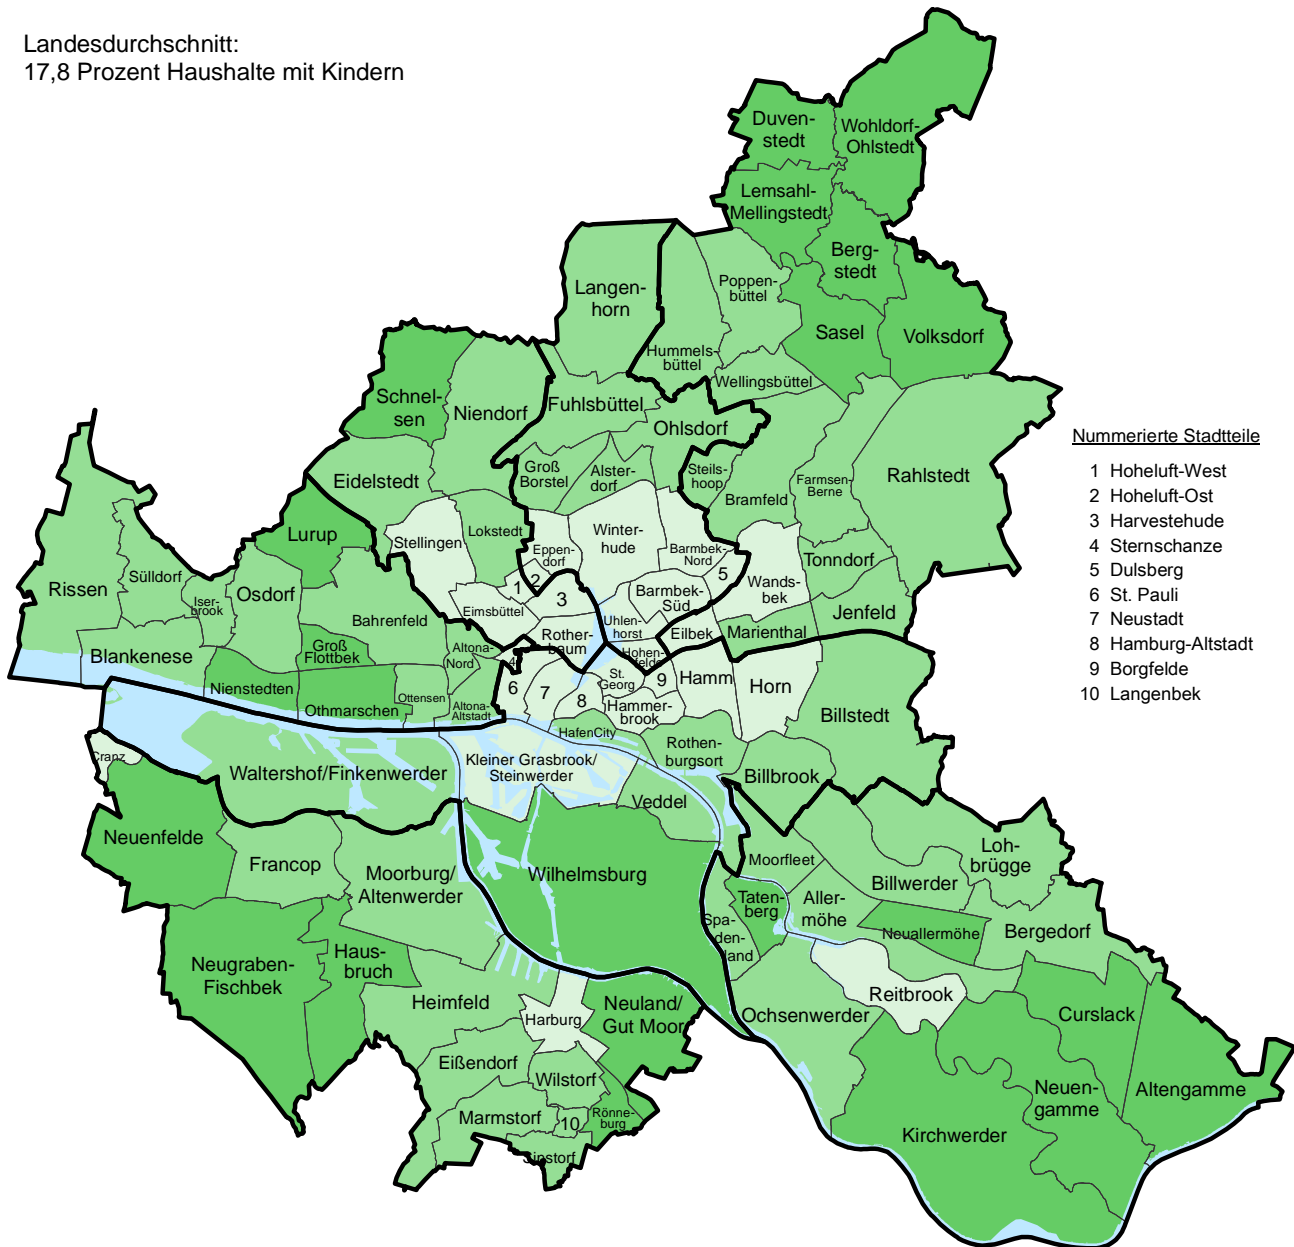 Landesdurchschnitt:
17,8 Prozent Haushalte mit Kindern
Duven-
stedt
Wohldorf-
Ohlstedt
Lemsahl-
Mellingstedt
Berg-
stedt
Poppen-
büttel
Langen-
horn
Sasel
Volksdorf
Hummels-
büttel
Wellingsbüttel
Schnel-
sen
Niendorf
Fuhlsbüttel
Ohlsdorf
Nummerierte Stadtteile
1 Hoheluft-West
2 Hoheluft-Ost
3 Harvestehude
4 Sternschanze
5 Dulsberg
6 St. Pauli
7 Neustadt
8 Hamburg-Altstadt
9 Borgfelde
10 Langenbek
Eidelstedt
Groß
Borstel
Alster-
dorf
Steils-
hoop
Bramfeld
Farmsen-
Berne
Rahlstedt
Lurup
Stellingen
Lokstedt
Eppen-
dorf
Winter-
hude
Barmbek-
Nord
5
Wands-
bek
Tonndorf
Rissen
Sülldorf
Iser-
brook
Osdorf
Bahrenfeld
Eimsbüttel
1
2
3
Barmbek-
Süd
Uhlen-
horst
Eilbek
Marienthal
Jenfeld
Blankenese
Groß
Flottbek
Altona-
Nord
4
Rother-
baum
Hohen-
felde
Nienstedten
Othmarschen
Ottensen
Altona-
Altstadt
6
7
8
St.
Georg
9
Hammer-
brook
Hamm
Horn
Billstedt
HafenCity
Rothen-
burgsort
Billbrook
Cranz
Waltershof/Finkenwerder
Kleiner Grasbrook/
Steinwerder
Veddel
Neuenfelde
Francop
Moorburg/
Altenwerder
Wilhelmsburg
Moorfleet
Billwerder
Loh-
brügge
Taten-
berg
Aller-
möhe
Spa-
den-
land
Neuallermöhe
Bergedorf
Neugraben-
Fischbek
Haus-
bruch
Heimfeld
Harburg
Neuland/
Gut Moor
Ochsenwerder
Reitbrook
Curslack
Eißendorf
Wilstorf
Neuen-
gamme
Altengamme
Marmstorf
10
Rönne-
burg
Sinstorf
Kirchwerder